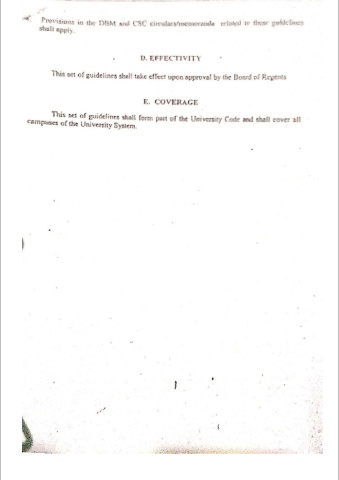 Provisions in the DBM and CSC circulars/memoranda related to these guidelines
shall apply.
D. EFFECTIVITY
This set of guidelines shall take effect upon approval by the Board of Regents
E. COVERAGE
This set of guidelines shall form part of the University Code and shall cover all
campuses of the University System.